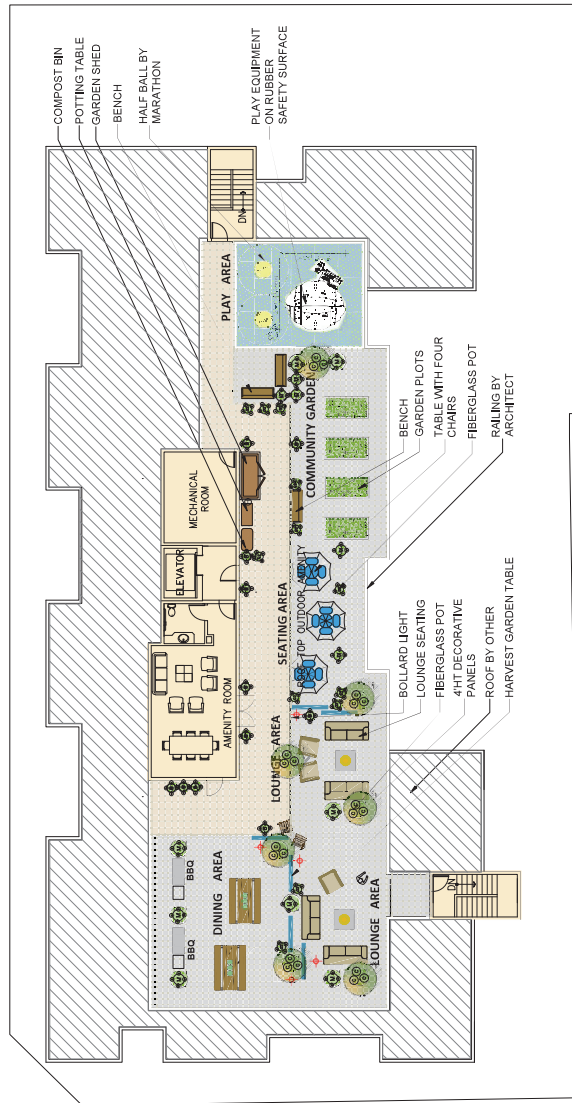 COMPOST BIN
POTTING TABLE
GARDEN SHED
BENCH
HALF BALL BY
MARATHON
PLAY EQUIPMENT
ON RUBBER
SAFETY SURFACE
MECHANICAL
ROOM
ELEVATOR
AMENITY ROOM
DN
PLAY AREA
BBQ
BBQ
DINING AREA
LOUNGE AREA
SEATING AREA
ROOF TOP OUTDOOR AMENITY
COMMUNITY GARDEN
LOUNGE AREA
DN
BENCH
GARDEN PLOTS
TABLE WITH FOUR
CHAIRS
FIBERGLASS POT
RAILING BY
ARCHITECT
BOLLARD LIGHT
LOUNGE SEATING
FIBERGLASS POT
4'HT DECORATIVE
PANELS
ROOF BY OTHER
HARVEST GARDEN TABLE